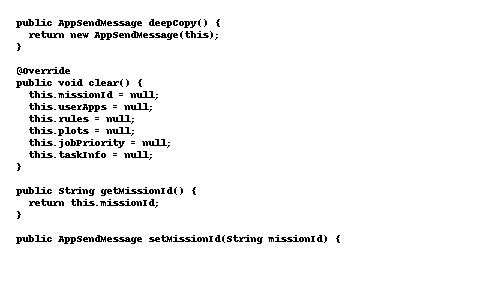 public AppSendMessage deepCopy() {
  return new AppSendMessage(this);
}

@Override
public void clear() {
  this.missionId = null;
  this.userApps = null;
  this.rules = null;
  this.plots = null;
  this.jobPriority = null;
  this.taskInfo = null;
}

public String getMissionId() {
  return this.missionId;
}

public AppSendMessage setMissionId(String missionId) {